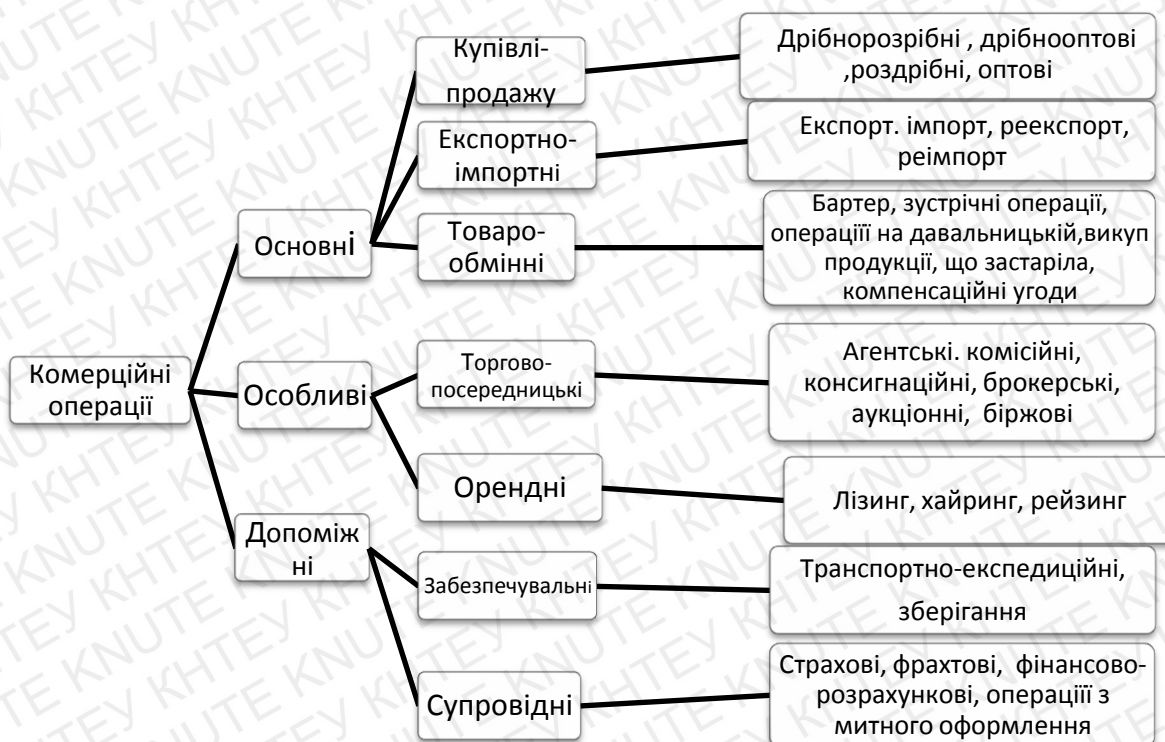 Комерційні
операції
Основні
Купівлі-
продажу
Дрібнорозрібні , дрібнооптові
,роздрібні, оптові
Експортно-
імпортні
Експорт. імпорт, реекспорт,
реімпорт
Товаро-
обмінні
Бартер, зустрічні операції,
операціїї на давальницькій,викуп
продукції, що застаріла,
компенсаційні угоди
Особливі
Торгово-
посередницькі
Агентські. комісійні,
консигнаційні, брокерські,
аукціонні, біржові
Орендні
Лізинг, хайринг, рейзинг
Допоміж
ні
Забезпечувальні
Транспортно-експедиційні,
зберігання
Супровідні
Страхові, фрахтові, фінансово-
розрахункові, операціїї з
митного оформлення